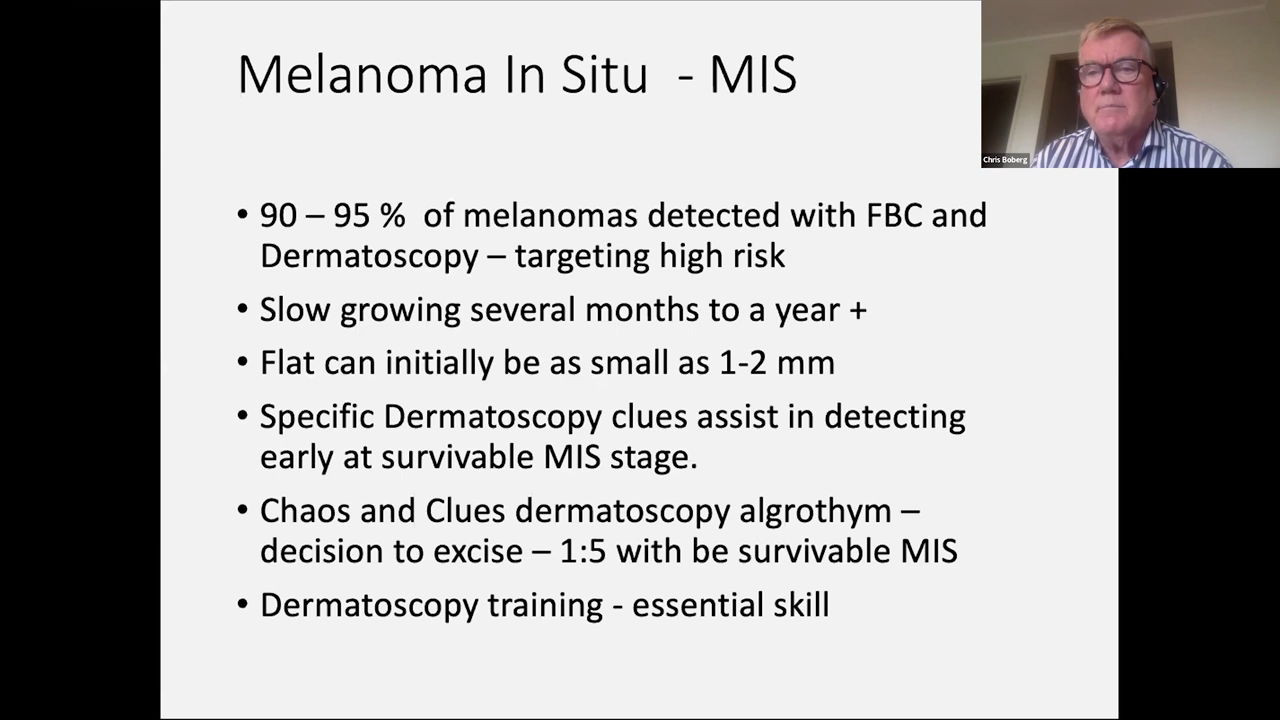 Melanoma In Situ - MIS
Chris Boberg
• 90 – 95 % of melanomas detected with FBC and
Dermatoscopy – targeting high risk
• Slow growing several months to a year +
• Flat can initially be as small as 1-2 mm
• Specific Dermatoscopy clues assist in detecting
early at survivable MIS stage.
• Chaos and Clues dermatoscopy algrothym –
decision to excise – 1:5 with be survivable MIS
• Dermatoscopy training - essential skill